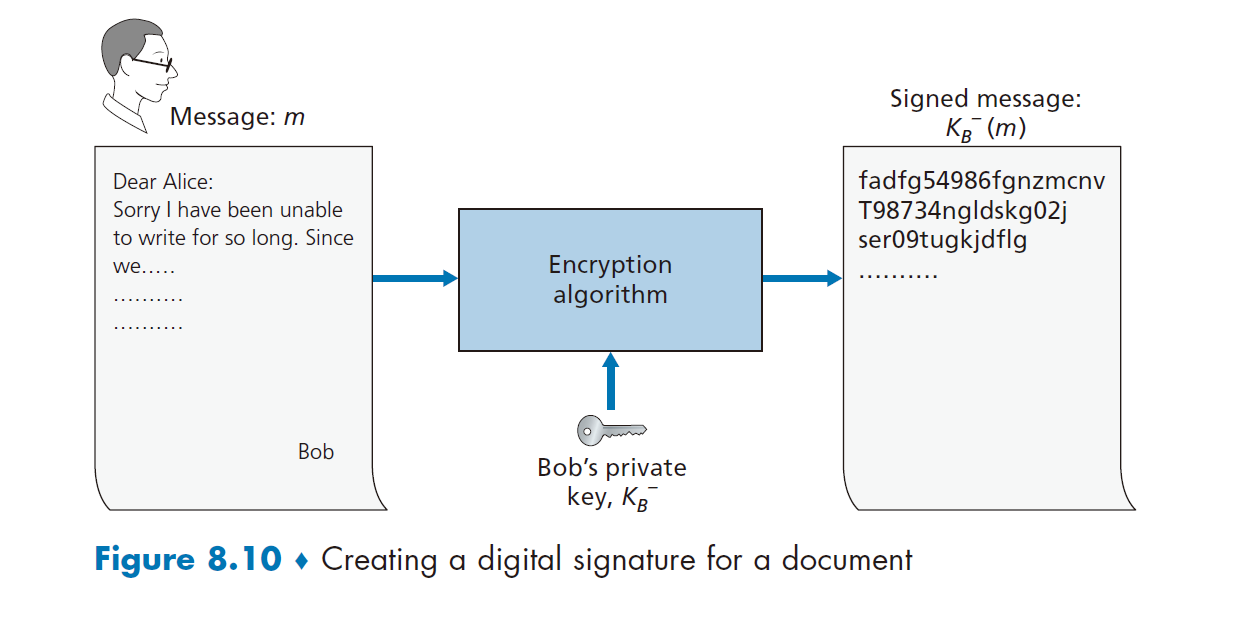 Message: m
Dear Alice:
Sorry I have been unable
to write for so long. Since
we.....
..........
..........
Bob
Encryption
algorithm
Bob’s private
key, K_B^−
Signed message:
K_B^− (m)
fadfg54986fgnzmcnv
T98734ngldskg02j
ser09tugkjdflg
..........
Figure 8.10 ♦ Creating a digital signature for a document